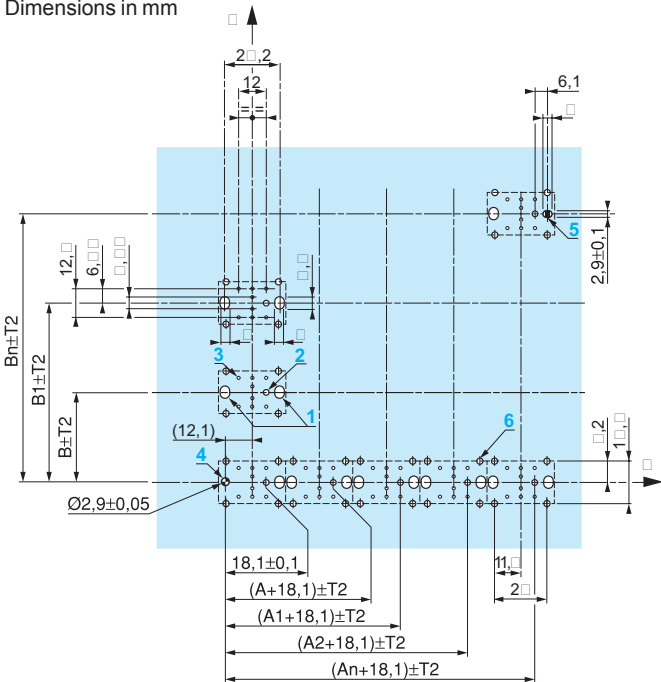 Dimensions in mm
12
6,1
5
2,9±0,1
Bn±T2
B1±T2
B±T2
3
2
1
(12,1)
4
6
Ø2,9±0,05
18,1±0,1
(A+18,1)±T2
(A1+18,1)±T2
(A2+18,1)±T2
(An+18,1)±T2